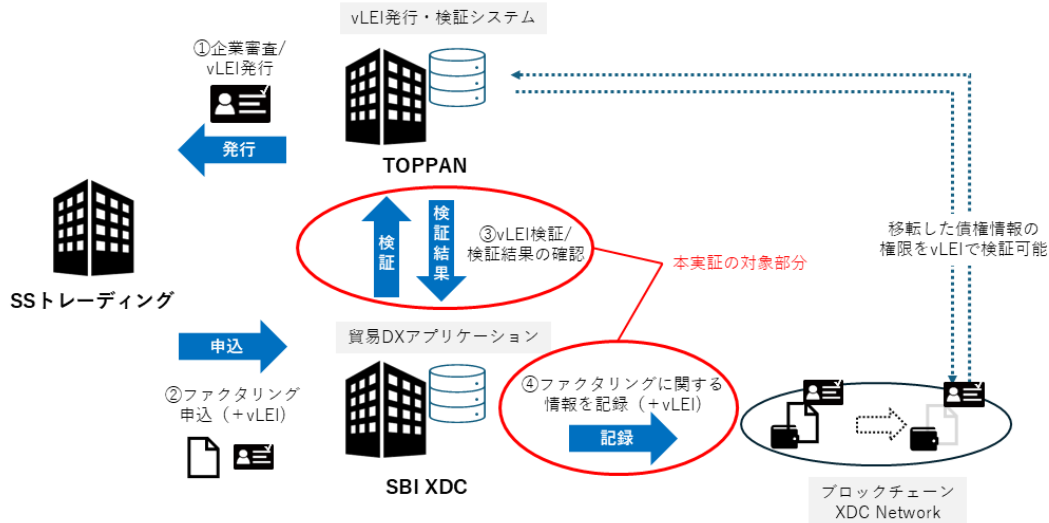 vLEI発行・検証システム
①企業審査/
vLEI発行
発行
TOPPAN
SSトレーディング
検証
検証結果
③vLEI検証/
検証結果の確認
本実証の対象部分
移転した債権情報の
権限をvLEIで検証可能
申込
②ファクタリング
申込（＋vLEI）
貿易DXアプリケーション
SBI XDC
④ファクタリングに関する
情報を記録（＋vLEI）
記録
ブロックチェーン
XDC Network